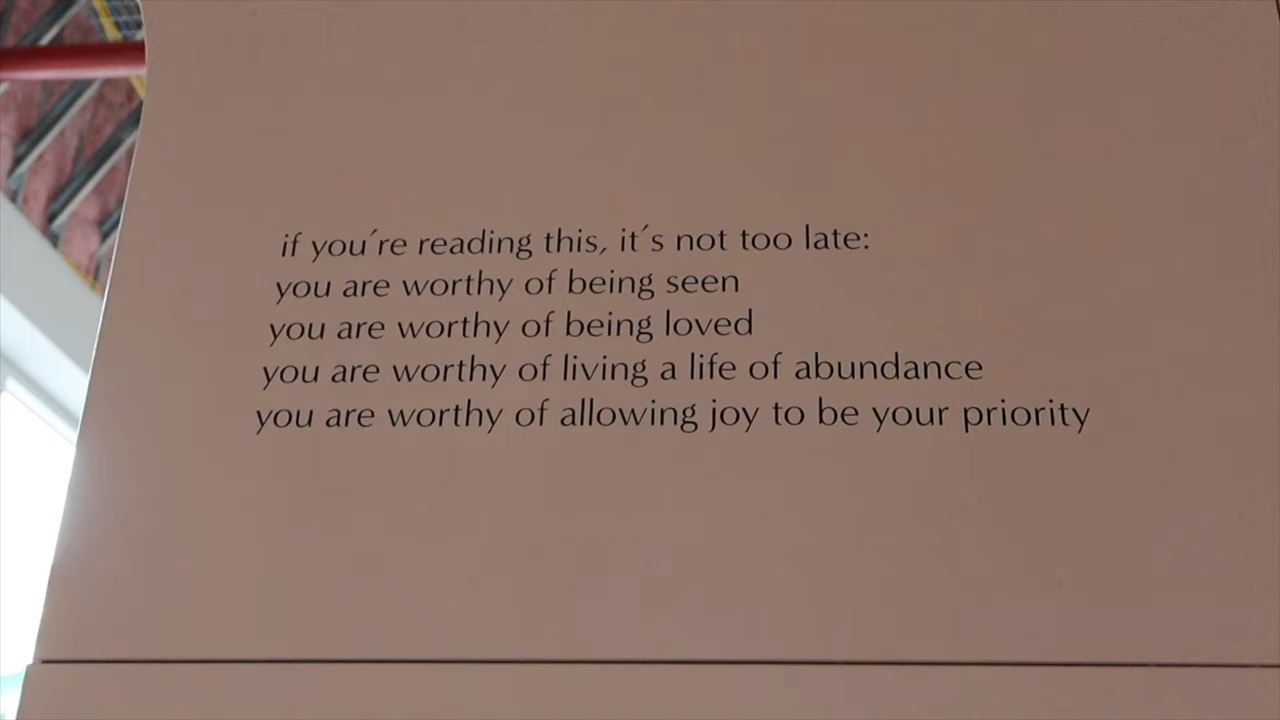 if you´re reading this, it´s not too late:
you are worthy of being seen
you are worthy of being loved
you are worthy of living a life of abundance
you are worthy of allowing joy to be your priority